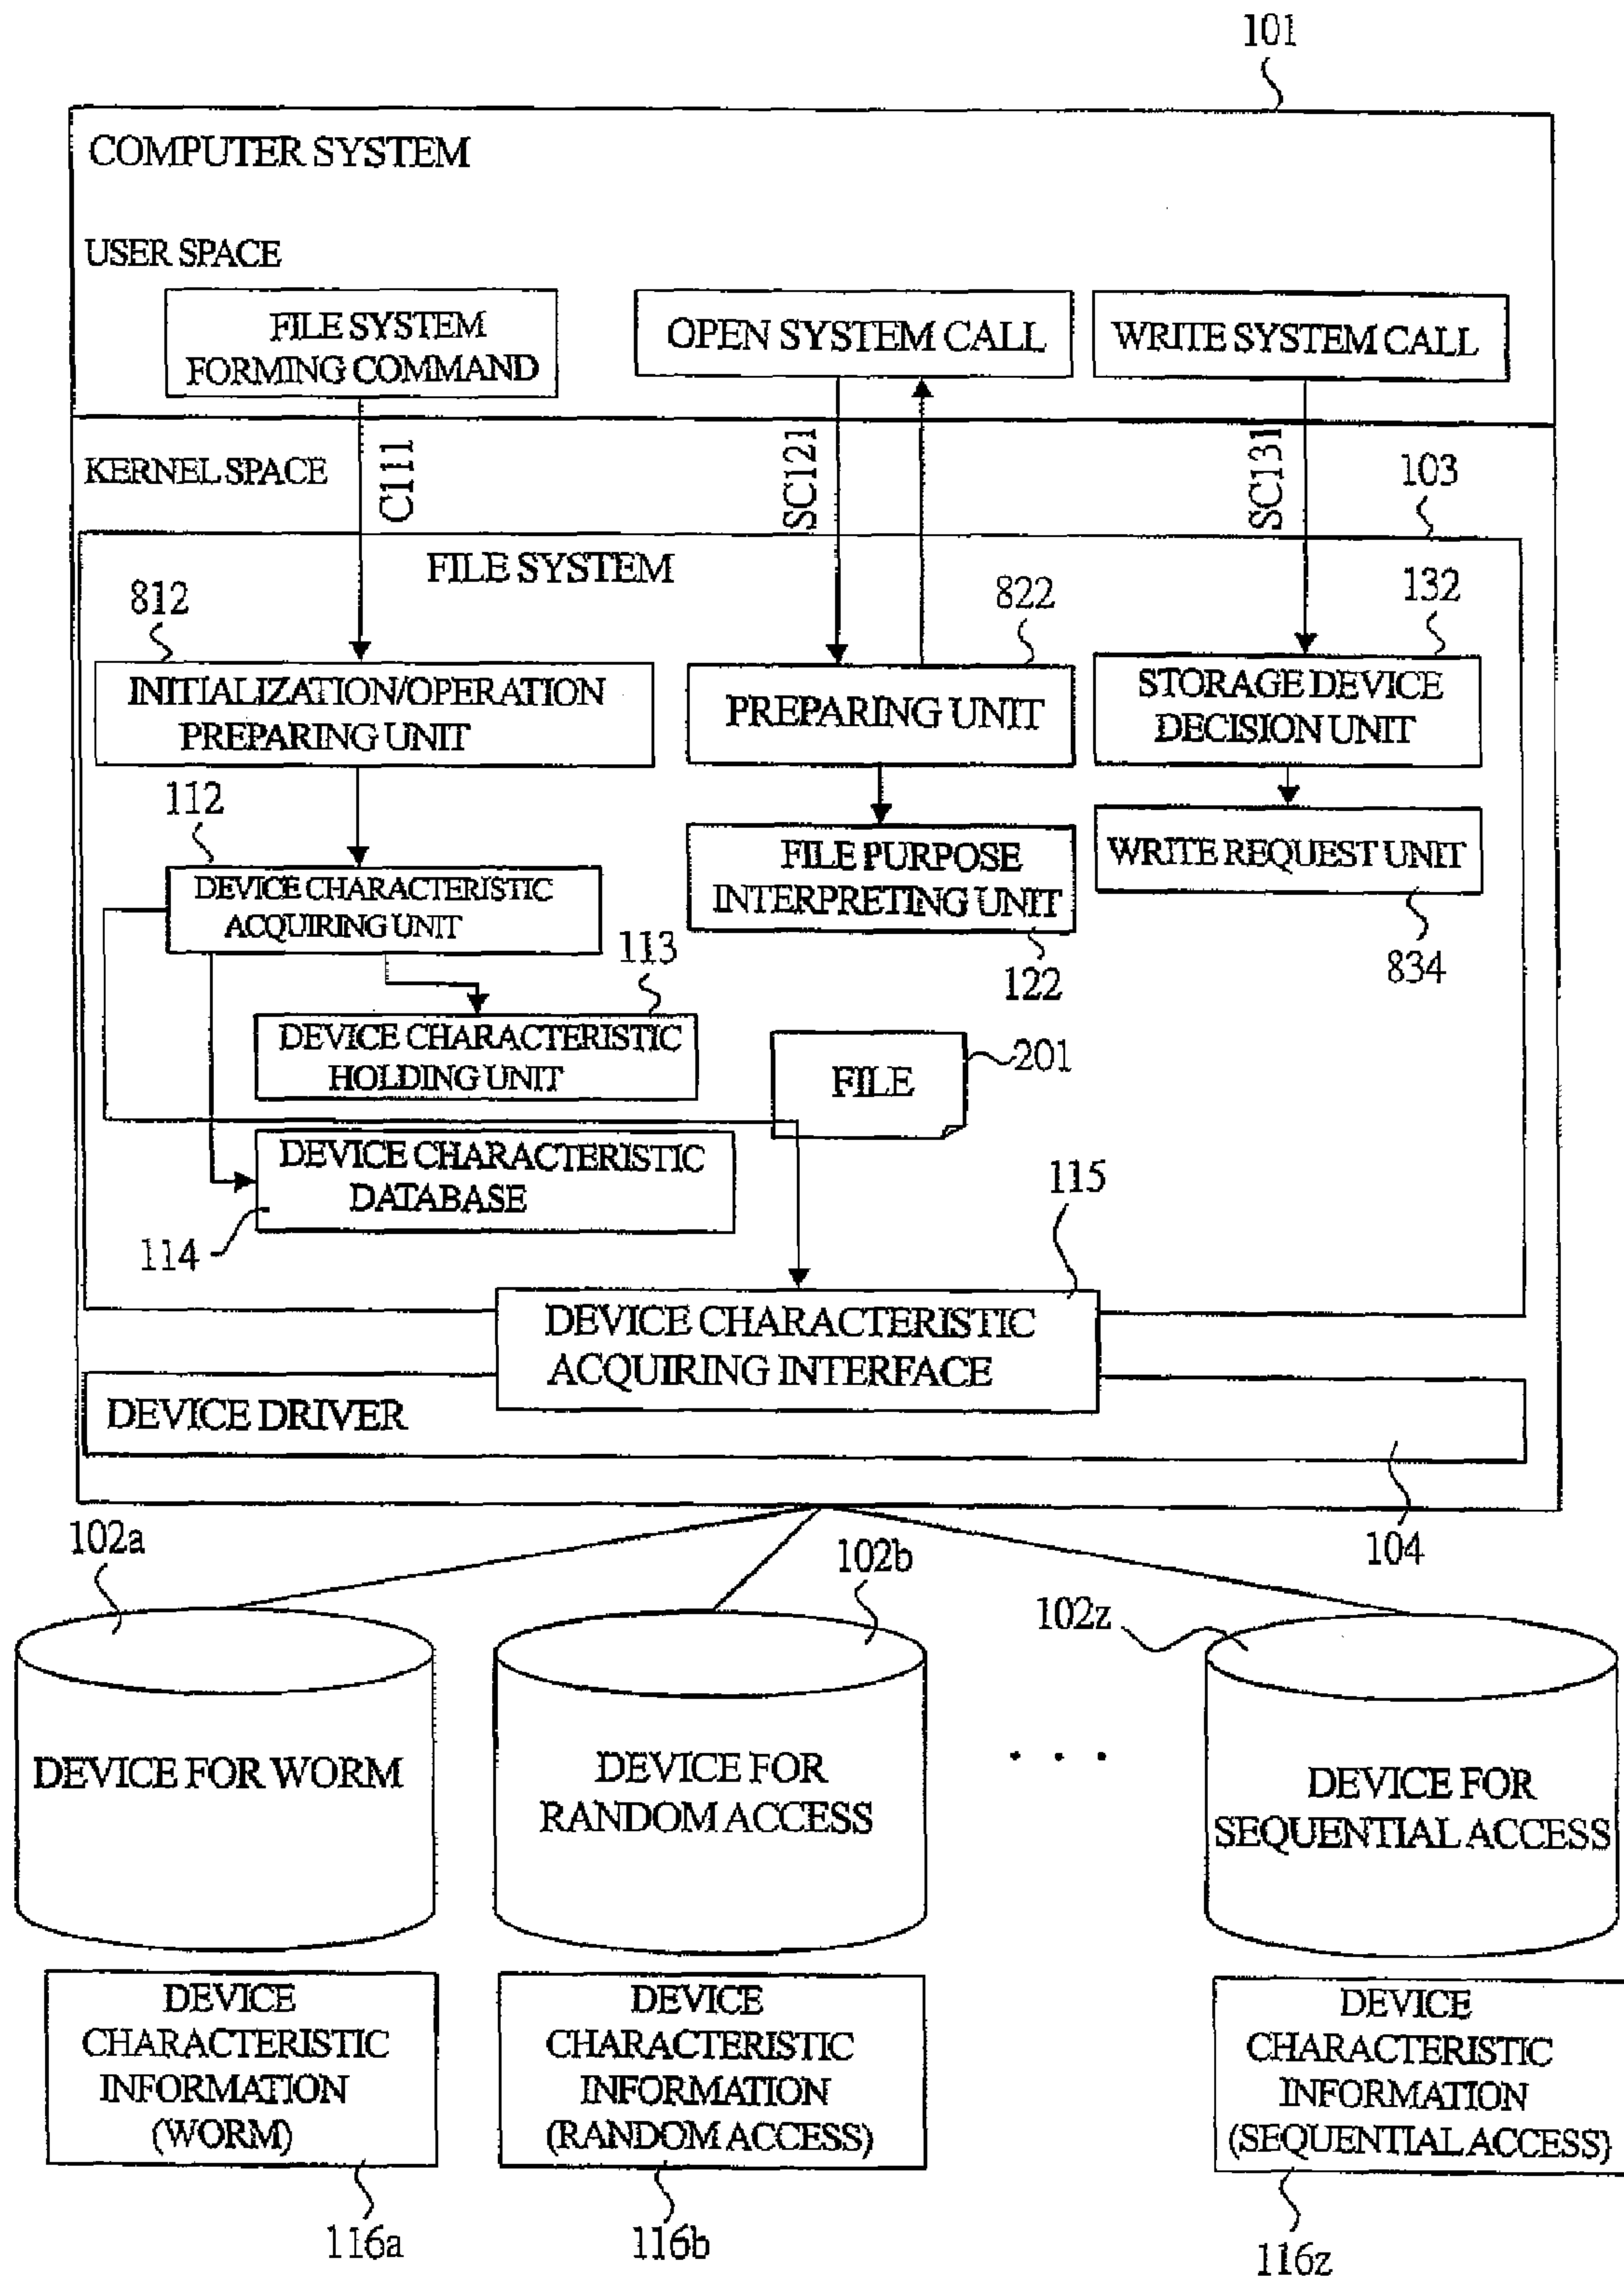 101
COMPUTER SYSTEM
USER SPACE
FILE SYSTEM
FORMING COMMAND
OPEN SYSTEM CALL
WRITE SYSTEM CALL
KERNEL SPACE
C111
SC121
SC131
103
FILE SYSTEM
812
822
132
INITIALIZATION/OPERATION
PREPARING UNIT
PREPARING UNIT
STORAGE DEVICE
DECISION UNIT
112
DEVICE CHARACTERISTIC
ACQUIRING UNIT
FILE PURPOSE
INTERPRETING UNIT
WRITE REQUEST UNIT
113
122
834
DEVICE CHARACTERISTIC
HOLDING UNIT
FILE
201
DEVICE CHARACTERISTIC
DATABASE
114
115
DEVICE CHARACTERISTIC
ACQUIRING INTERFACE
DEVICE DRIVER
104
102a
102b
102z
DEVICE FOR WORM
DEVICE FOR
RANDOM ACCESS
. . .
DEVICE FOR
SEQUENTIAL ACCESS
DEVICE
CHARACTERISTIC
INFORMATION
(WORM)
DEVICE
CHARACTERISTIC
INFORMATION
(RANDOM ACCESS)
DEVICE
CHARACTERISTIC
INFORMATION
(SEQUENTIAL ACCESS)
116a
116b
116z